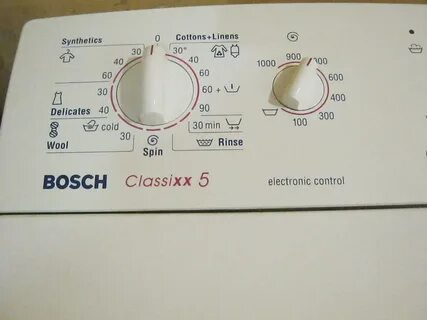 Synthetics 0 Cottons+Linens
30 30°
40 40
60 60
60 +
90
30 min
Rinse
Spin
Delicates 30
40
cold
Wool 30
1000 900 800
600
400
300
100
BOSCH Classixx 5 electronic control